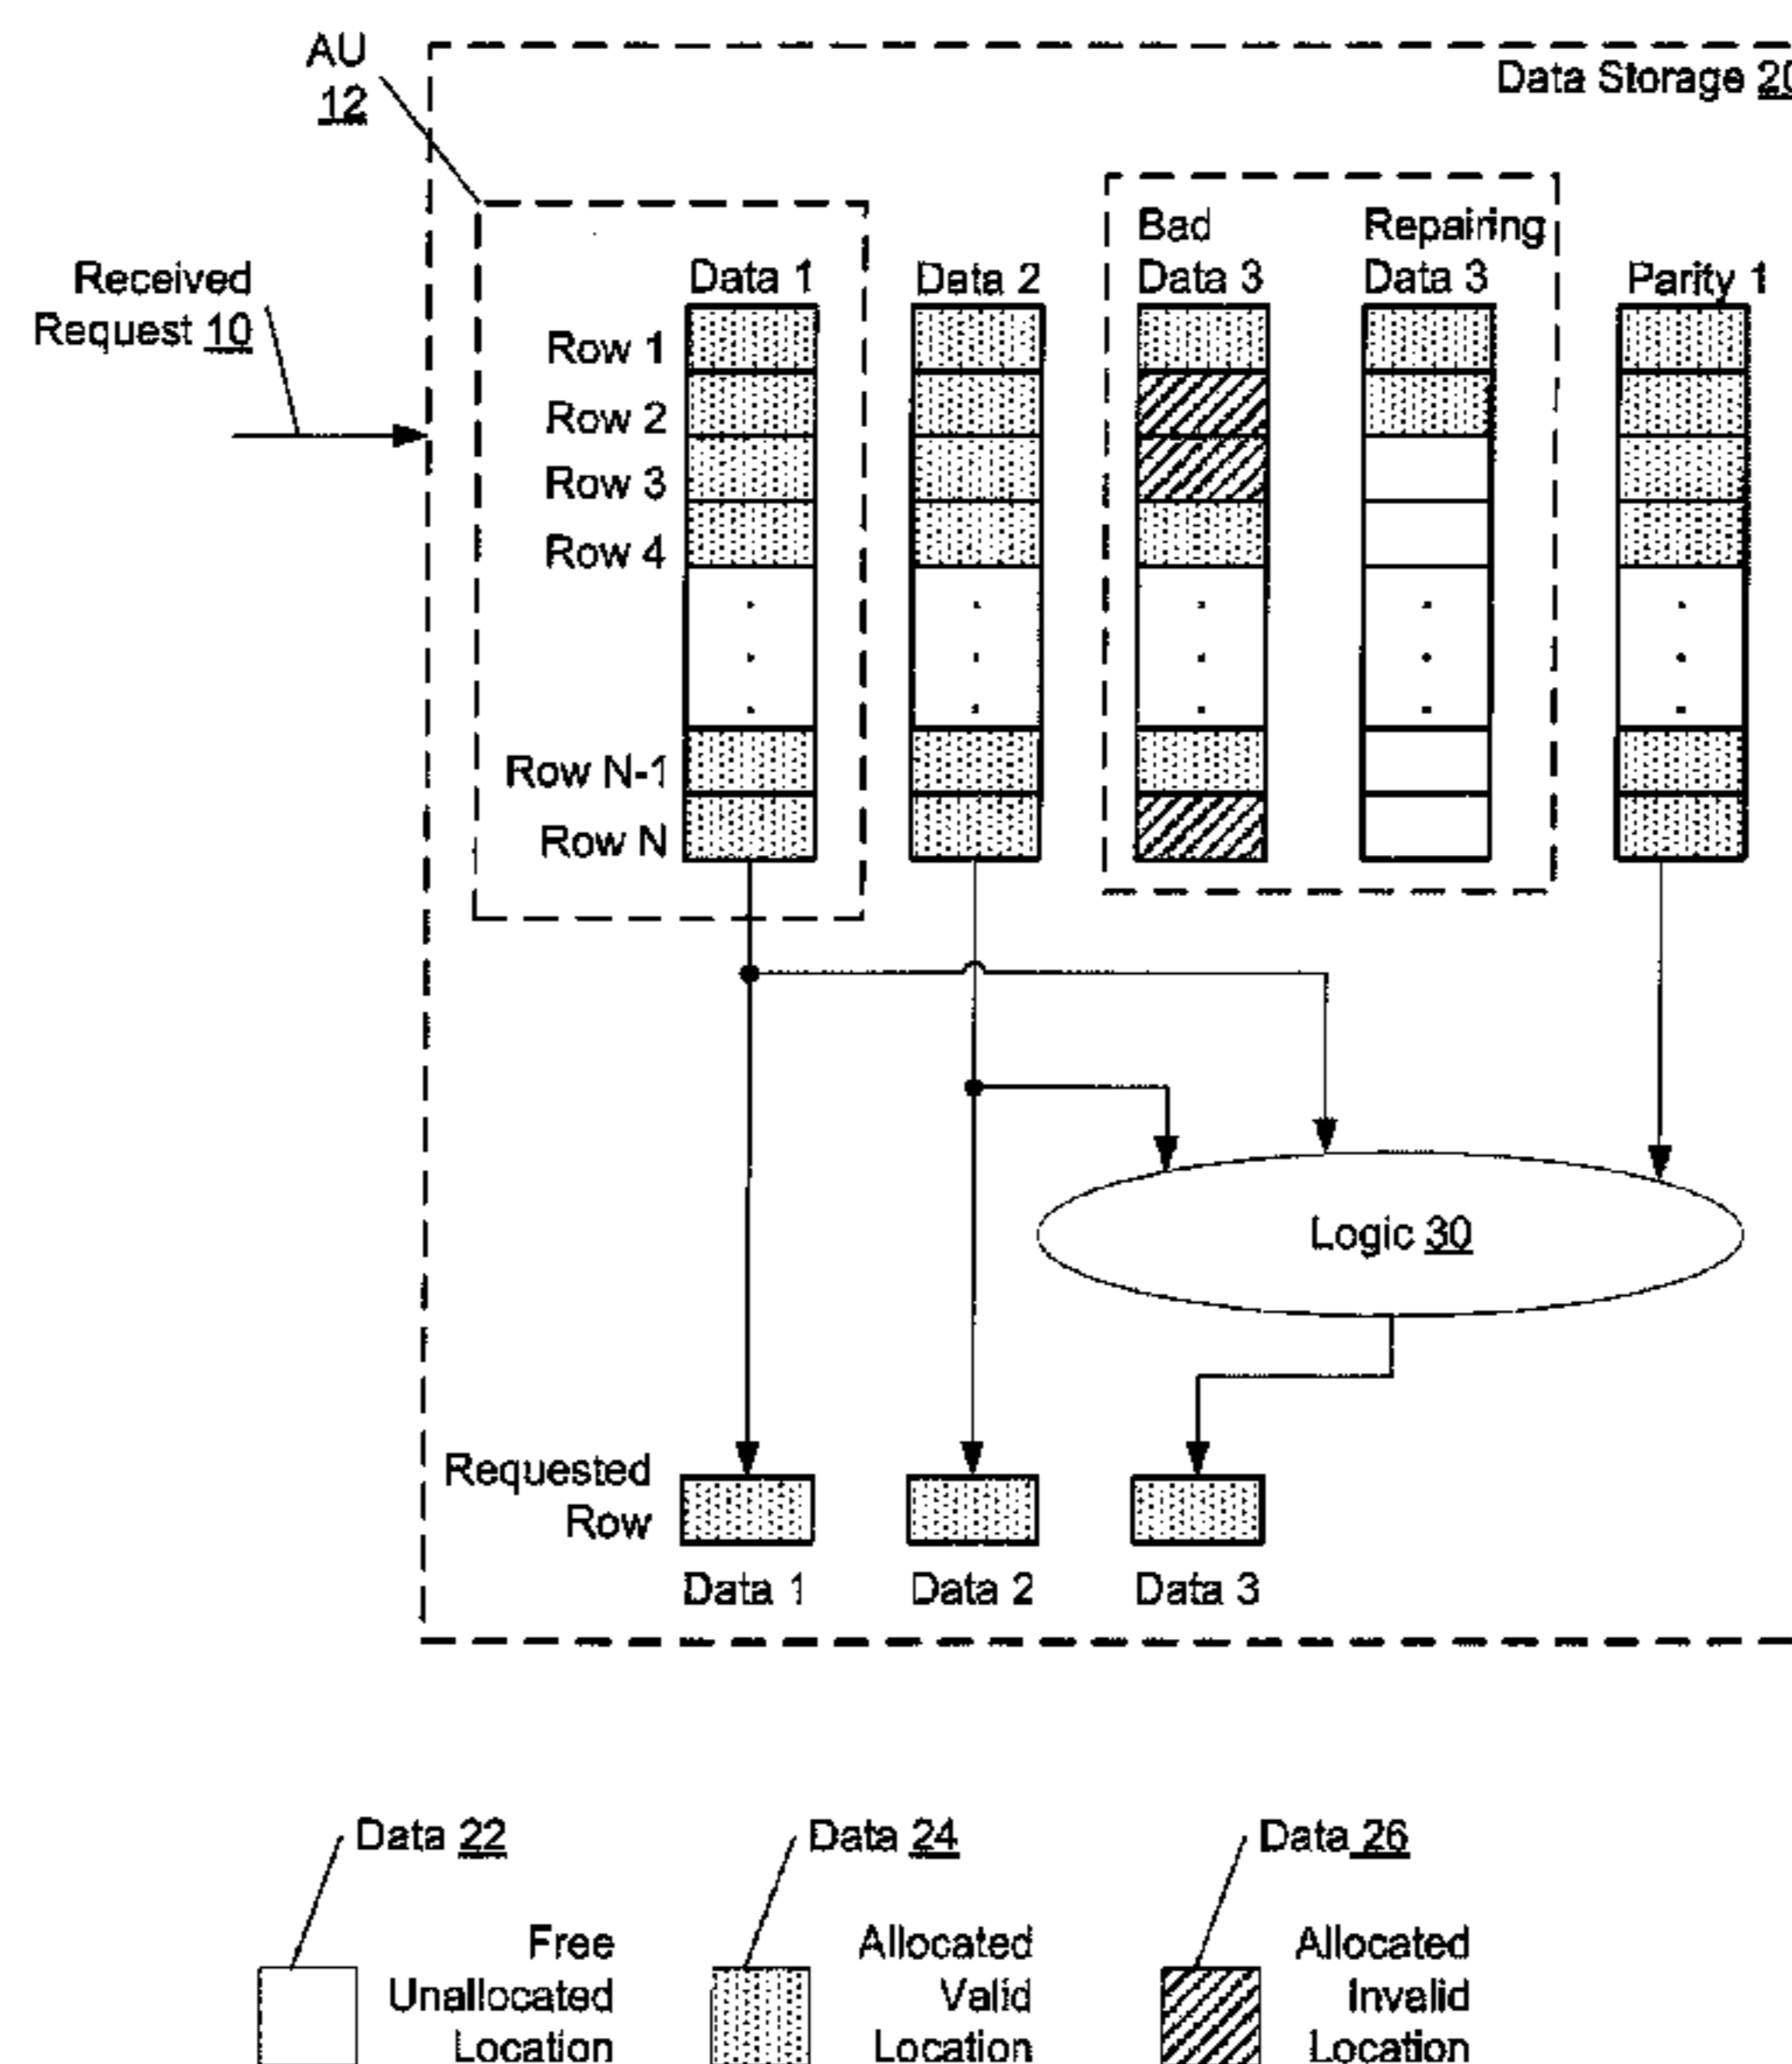 AU
12
Data Storage 20
Received
Request 10
Bad
Data 3
Repairing
Data 3
Data 1
Data 2
Parity 1
Row 1
Row 2
Row 3
Row 4
Row N-1
Row N
Logic 30
Requested
Row
Data 1
Data 2
Data 3
Data 22
Data 24
Data 26
Free
Unallocated
Location
Allocated
Valid
Location
Allocated
Invalid
Location